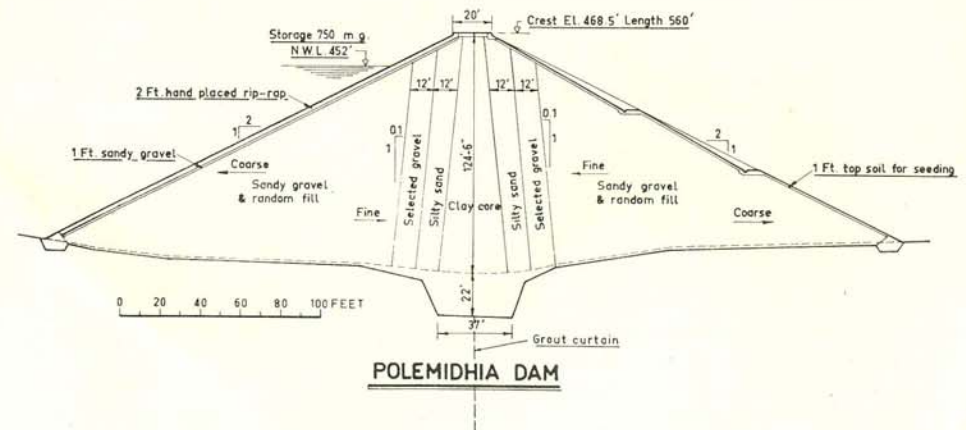 20'
Crest El. 468.5' Length 560'
Storage 750 m.g.
N.W.L. 452'
2 Ft. hand placed rip-rap
1 Ft. sandy gravel
2
1
Coarse
Sandy gravel
& random fill
Fine
0.1
1
12'
12'
Selected gravel
Silty sand
Clay core
124'-6"
12'
12'
Silty sand
Selected gravel
0.1
1
Fine
Sandy gravel
& random fill
Coarse
2
1
1 Ft. top soil for seeding
22'
37'
0 20 40 60 80 100 FEET
Grout curtain
POLEMIDHIA DAM